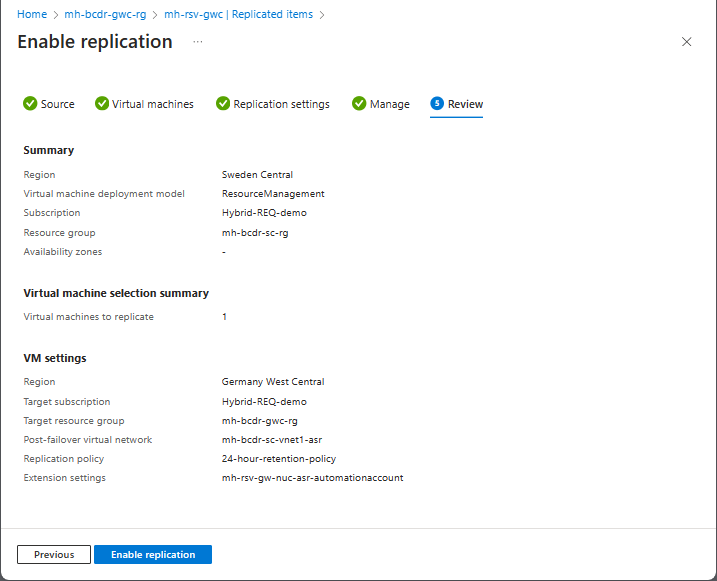 Home > mh-bcdr-gwc-rg > mh-rsv-gwc | Replicated items >
Enable replication ...
Source Virtual machines Replication settings Manage 5 Review
Summary
Region Sweden Central
Virtual machine deployment model ResourceManagement
Subscription Hybrid-REQ-demo
Resource group mh-bcdr-sc-rg
Availability zones -
Virtual machine selection summary
Virtual machines to replicate 1
VM settings
Region Germany West Central
Target subscription Hybrid-REQ-demo
Target resource group mh-bcdr-gwc-rg
Post-failover virtual network mh-bcdr-sc-vnet1-asr
Replication policy 24-hour-retention-policy
Extension settings mh-rsv-gw-nuc-asr-automationaccount
Previous Enable replication